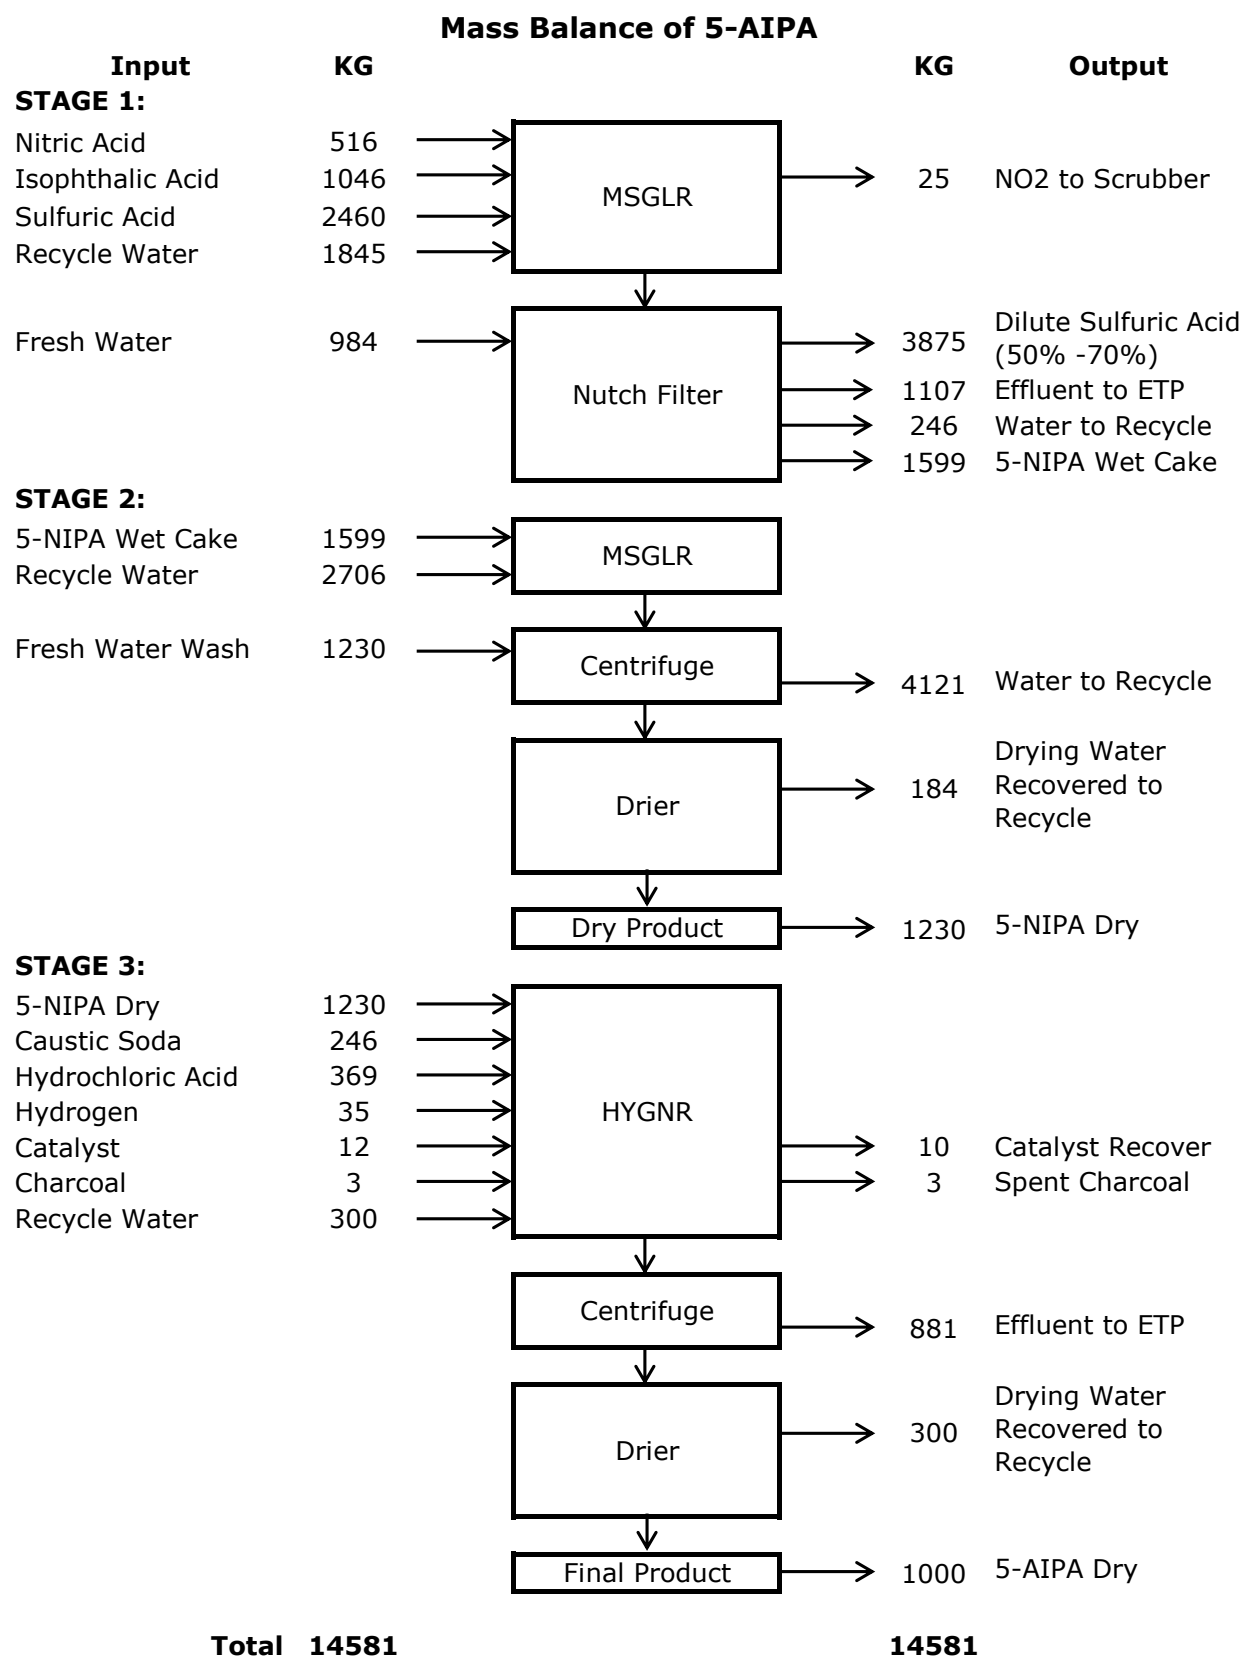 Mass Balance of 5-AIPA
Input KG KG Output
STAGE 1:
Nitric Acid 516
Isophthalic Acid 1046 MSGLR 25 NO2 to Scrubber
Sulfuric Acid 2460
Recycle Water 1845
Fresh Water 984 3875 Dilute Sulfuric Acid
(50% -70%)
Nutch Filter 1107 Effluent to ETP
246 Water to Recycle
1599 5-NIPA Wet Cake
STAGE 2:
5-NIPA Wet Cake 1599 MSGLR
Recycle Water 2706
Fresh Water Wash 1230 Centrifuge
4121 Water to Recycle
Drying Water
Drier 184 Recovered to
Recycle
Dry Product 1230 5-NIPA Dry
STAGE 3:
5-NIPA Dry 1230
Caustic Soda 246
Hydrochloric Acid 369
Hydrogen 35 HYGNR
Catalyst 12 10 Catalyst Recover
Charcoal 3 3 Spent Charcoal
Recycle Water 300
Centrifuge 881 Effluent to ETP
Drying Water
Drier 300 Recovered to
Recycle
Final Product 1000 5-AIPA Dry
Total 14581 14581